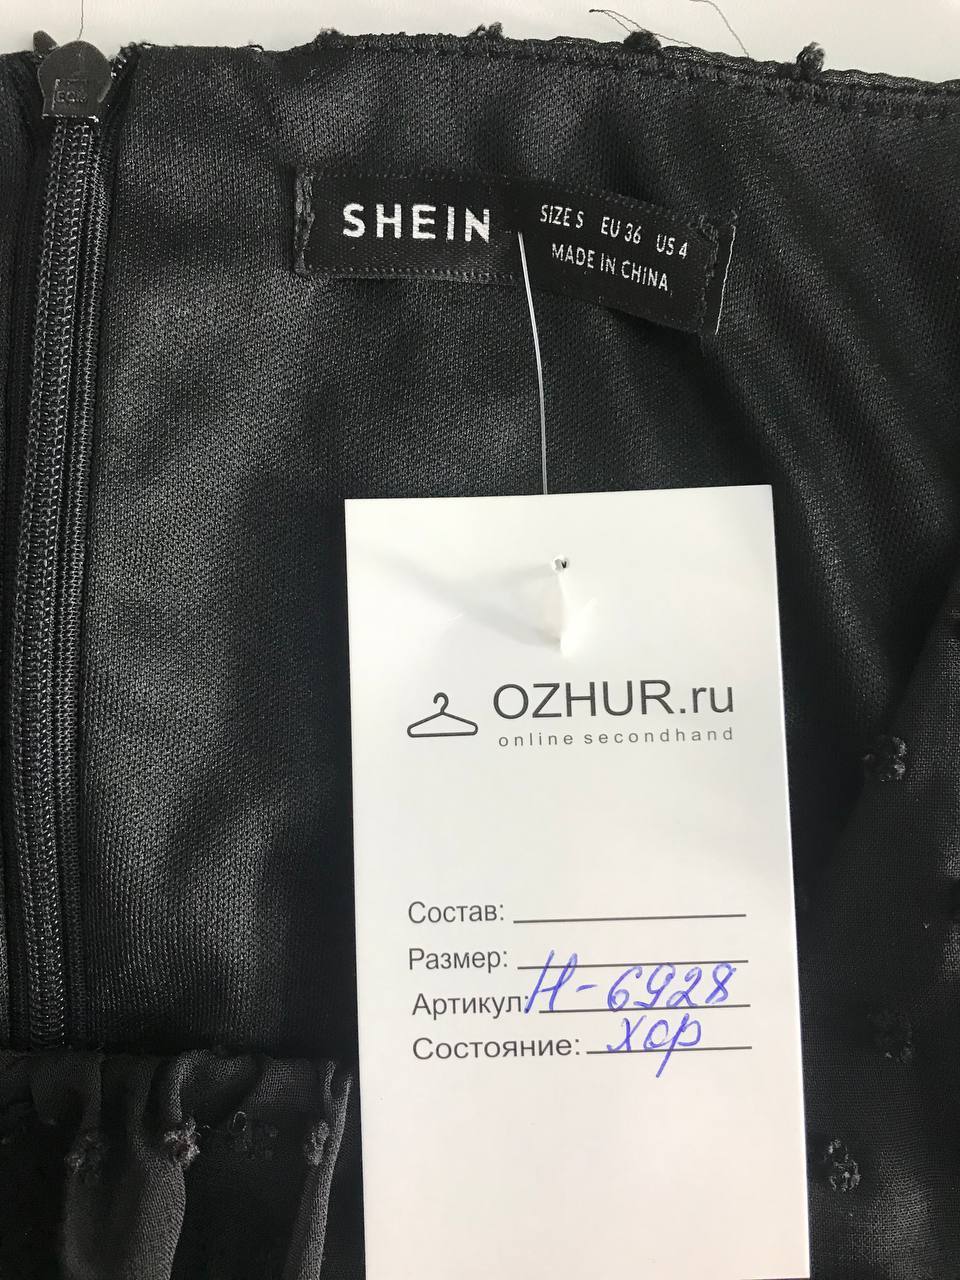 SHEIN
SIZE S EU 36 US 4
MADE IN CHINA
OZHUR.ru
online secondhand
Состав:
Размер:
Артикул: Н-6928
Состояние: хор